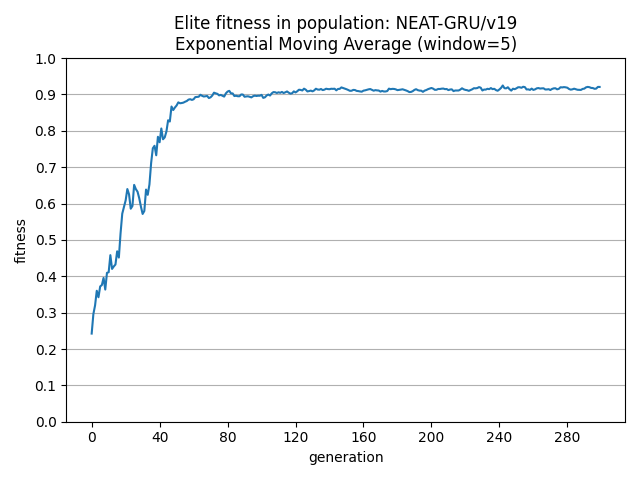 Elite fitness in population: NEAT-GRU/v19
Exponential Moving Average (window=5)
fitness
1.0
0.9
0.8
0.7
0.6
0.5
0.4
0.3
0.2
0.1
0.0
0 40 80 120 160 200 240 280
generation